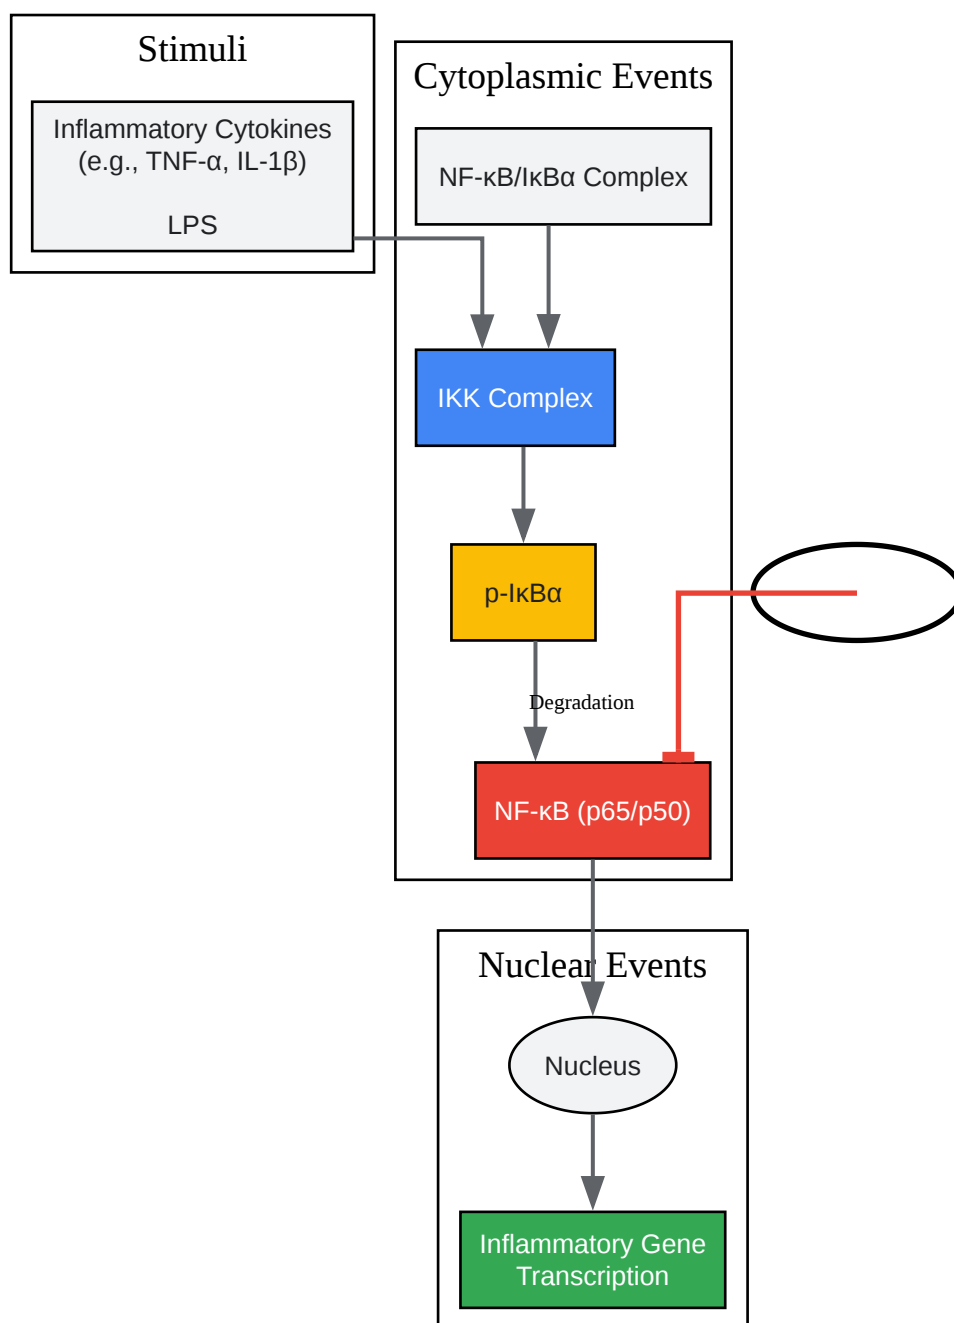 Stimuli
Inflammatory Cytokines
(e.g., TNF-α, IL-1β)
LPS
Cytoplasmic Events
NF-κB/IκBα Complex
IKK Complex
p-IκBα
Degradation
NF-κB (p65/p50)
Nuclear Events
Nucleus
Inflammatory Gene
Transcription